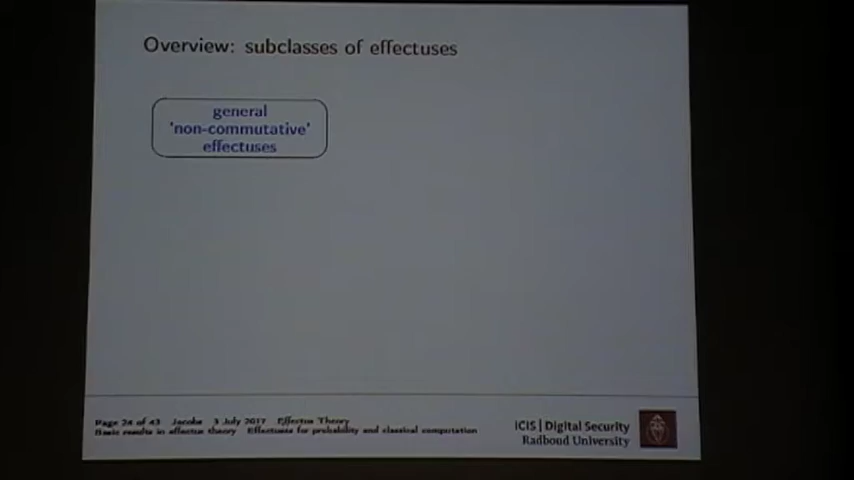 Overview: subclasses of effectuses
general
'non-commutative'
effectuses
Page 24 of 43 Jacobs 3 July 2017 Effectus Theory
Basic results in effectus theory Effectuses for probability and classical computation
iCIS | Digital Security
Radboud University